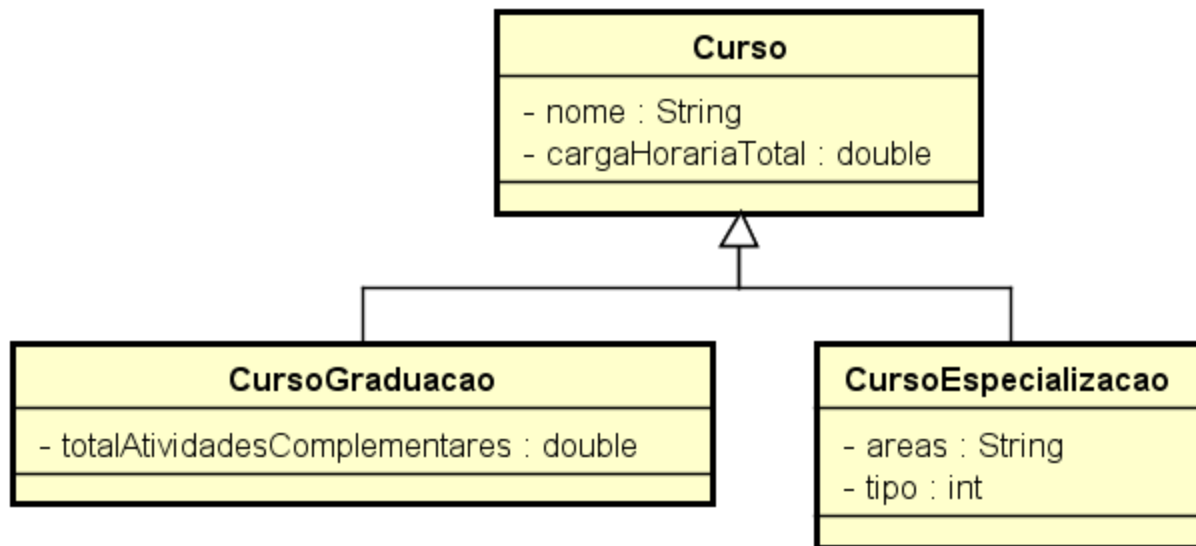 Curso
- nome : String
- cargaHorariaTotal : double
CursoGraduacao
- totalAtividadesComplementares : double
CursoEspecializacao
- areas : String
- tipo : int